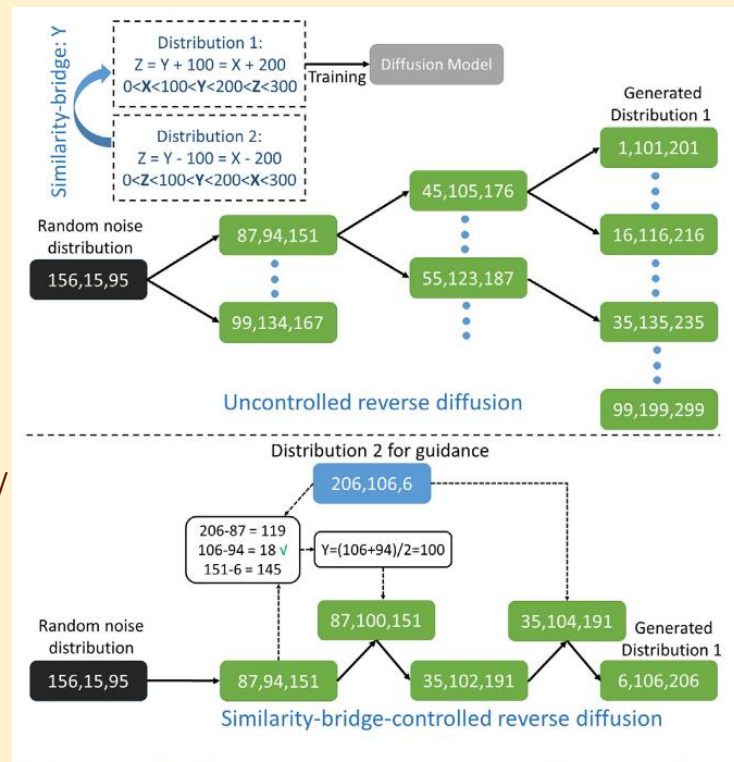 Similarity-bridge: Y
Distribution 1:
Z = Y + 100 = X + 200
0<X<100<Y<200<Z<300
Training
Diffusion Model
Distribution 2:
Z = Y - 100 = X - 200
0<Z<100<Y<200<X<300
Generated
Distribution 1
1,101,201
45,105,176
Random noise
distribution
87,94,151
16,116,216
156,15,95
55,123,187
99,134,167
35,135,235
Uncontrolled reverse diffusion
99,199,299
/
Distribution 2 for guidance
206,106,6
206-87 = 119
106-94 = 18 √
151-6 = 145
Y=(106+94)/2=100
Random noise
distribution
87,100,151
35,104,191
Generated
Distribution 1
156,15,95
87,94,151
35,102,191
6,106,206
Similarity-bridge-controlled reverse diffusion